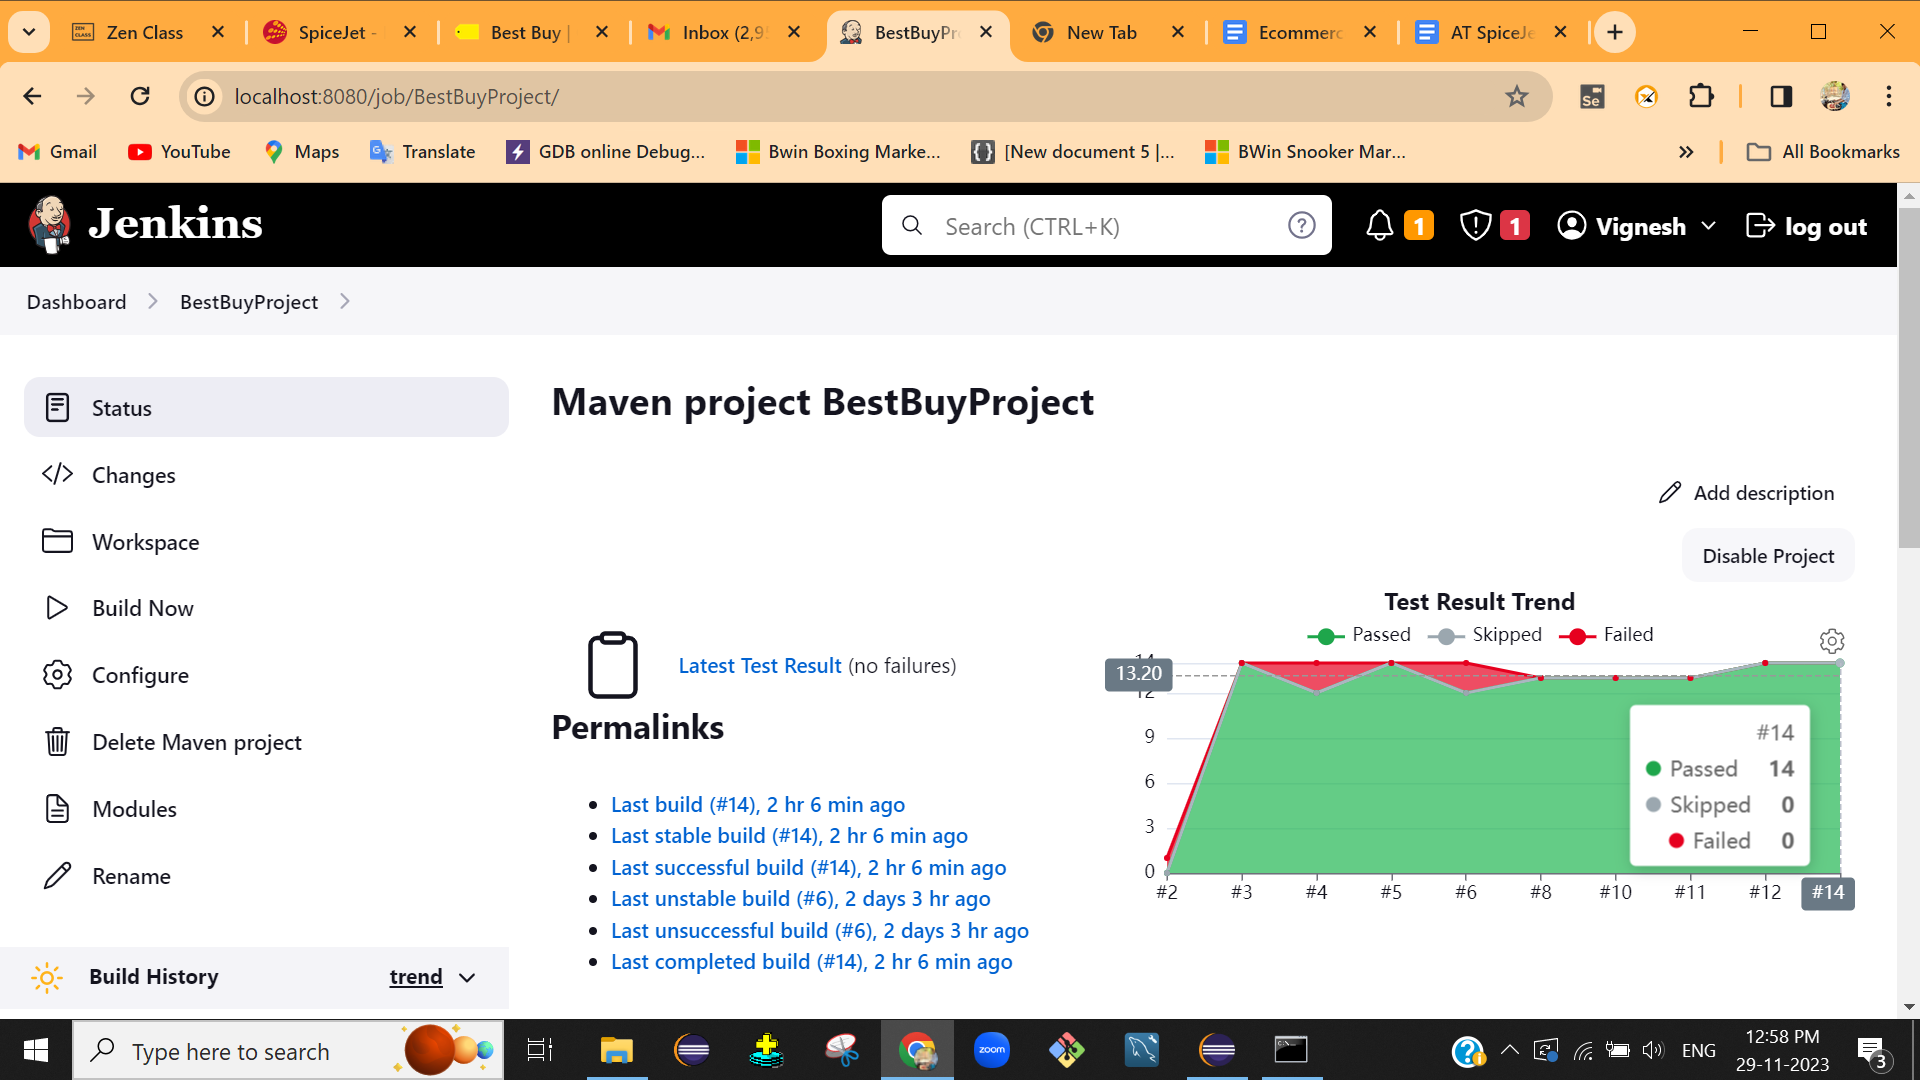 Zen Class
SpiceJet -
Best Buy |
Inbox (2,9
BestBuyPr
New Tab
Ecommerc
AT SpiceJe
localhost:8080/job/BestBuyProject/
Se
Gmail
YouTube
Maps
Translate
GDB online Debug...
Bwin Boxing Marke...
[New document 5 |...
BWin Snooker Mar...
All Bookmarks
Jenkins
Search (CTRL+K)
1
1
Vignesh
log out
Dashboard
BestBuyProject
Status
Changes
Workspace
Build Now
Configure
Delete Maven project
Modules
Rename
Build History
trend
Maven project BestBuyProject
Add description
Disable Project
Latest Test Result (no failures)
Permalinks
Last build (#14), 2 hr 6 min ago
Last stable build (#14), 2 hr 6 min ago
Last successful build (#14), 2 hr 6 min ago
Last unstable build (#6), 2 days 3 hr ago
Last unsuccessful build (#6), 2 days 3 hr ago
Last completed build (#14), 2 hr 6 min ago
Test Result Trend
Passed Skipped Failed
14
13.20
12
9
6
3
0
#2 #3 #4 #5 #6 #8 #10 #11 #12 #14
#14
Passed 14
Skipped 0
Failed 0
Type here to search
zoom
ENG
12:58 PM
29-11-2023
3